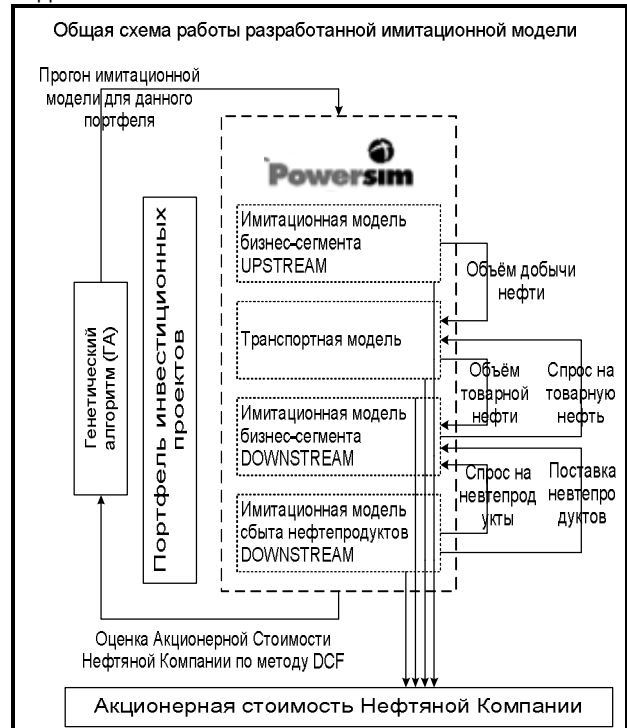 Общая схема работы разработанной имитационной модели
Прогон имитационной
модели для данного
портфеля
Powersim
Имитационная модель
бизнес-сегмента
UPSTREAM
Объём добычи
нефти
Транспортная модель
Объём
товарной
нефти
Спрос на
товарную
нефть
Имитационная модель
бизнес-сегмента
DOWNSTREAM
Спрос на
невтепрод
укты
Поставка
невтепро
дуктов
Имитационная модель
сбыта нефтепродуктов
DOWNSTREAM
Генетический
алгоритм (ГА)
Портфель инвестиционных
проектов
Оценка Акционерной Стоимости
Нефтяной Компании по методу DCF
Акционерная стоимость Нефтяной Компании